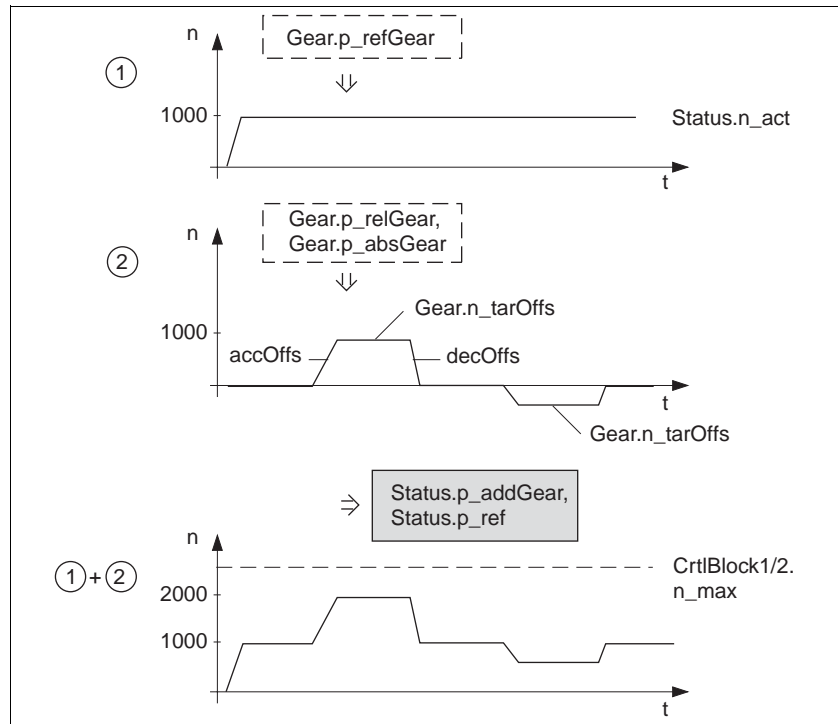 n
Gear.p_refGear
⇓
1
1000
Status.n_act
t
Gear.p_relGear,
Gear.p_absGear
n
⇓
2
Gear.n_tarOffs
1000
accOffs
decOffs
t
Gear.n_tarOffs
⇒
Status.p_addGear,
Status.p_ref
n
1 + 2
CrtlBlock1/2.
n_max
2000
1000
t